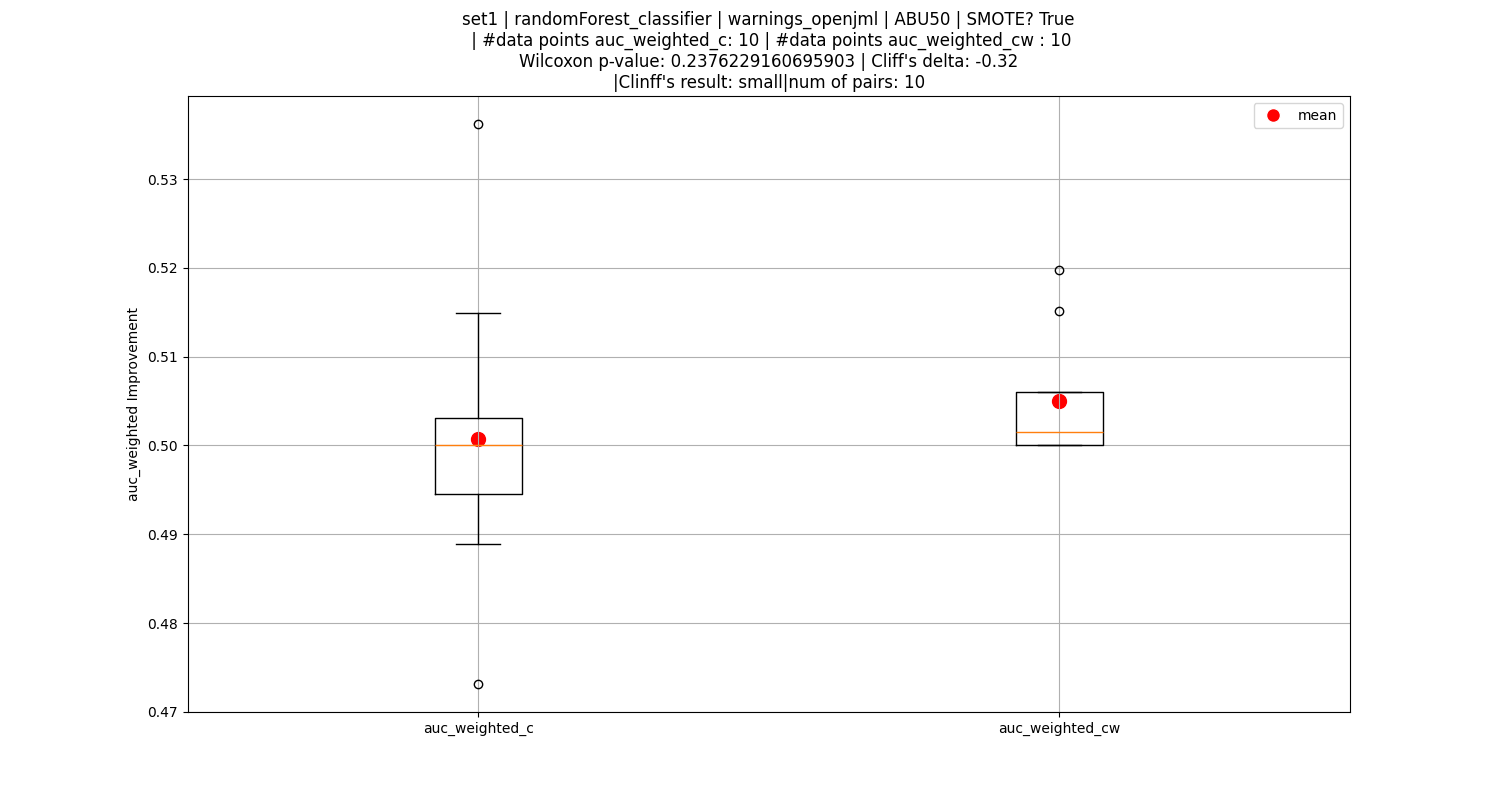 set1 | randomForest_classifier | warnings_openjml | ABU50 | SMOTE? True
| #data points auc_weighted_c: 10 | #data points auc_weighted_cw : 10
Wilcoxon p-value: 0.2376229160695903 | Cliff's delta: -0.32
|Clinff's result: small|num of pairs: 10
mean
0.53
0.52
0.51
0.50
0.49
0.48
0.47
auc_weighted Improvement
auc_weighted_c
auc_weighted_cw